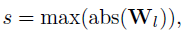 s = max(abs(W_l)),